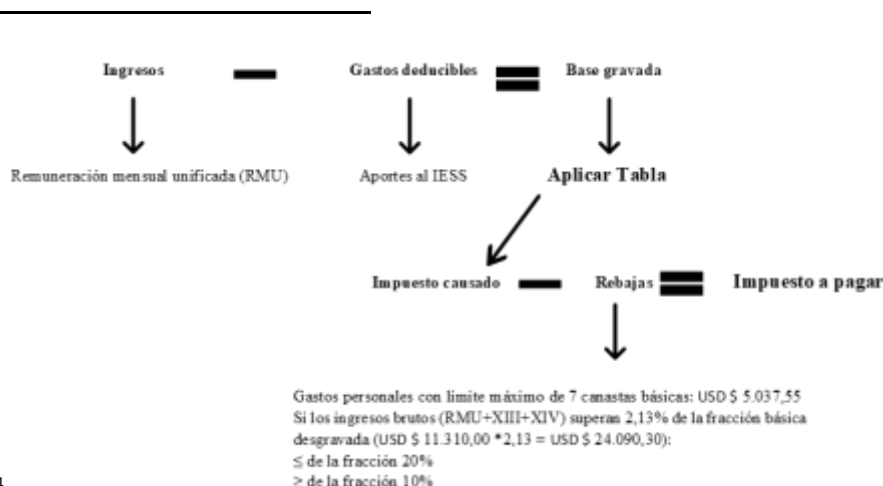 Ingresos Gastos deducibles Base gravada
Remuneración mensual unificada (RMU) Aportes al IESS Aplicar Tabla
Impuesto causado Rebajas Impuesto a pagar
Gastos personales con limite máximo de 7 canastas básicas: USD $ 5.037,55
Si los ingresos brutos (RMU+XIII+XIV) superan 2,13% de la fracción básica
desgravada (USD $ 11.310,00 *2,13 = USD $ 24.090,30):
≤ de la fracción 20%
≥ de la fracción 10%
1